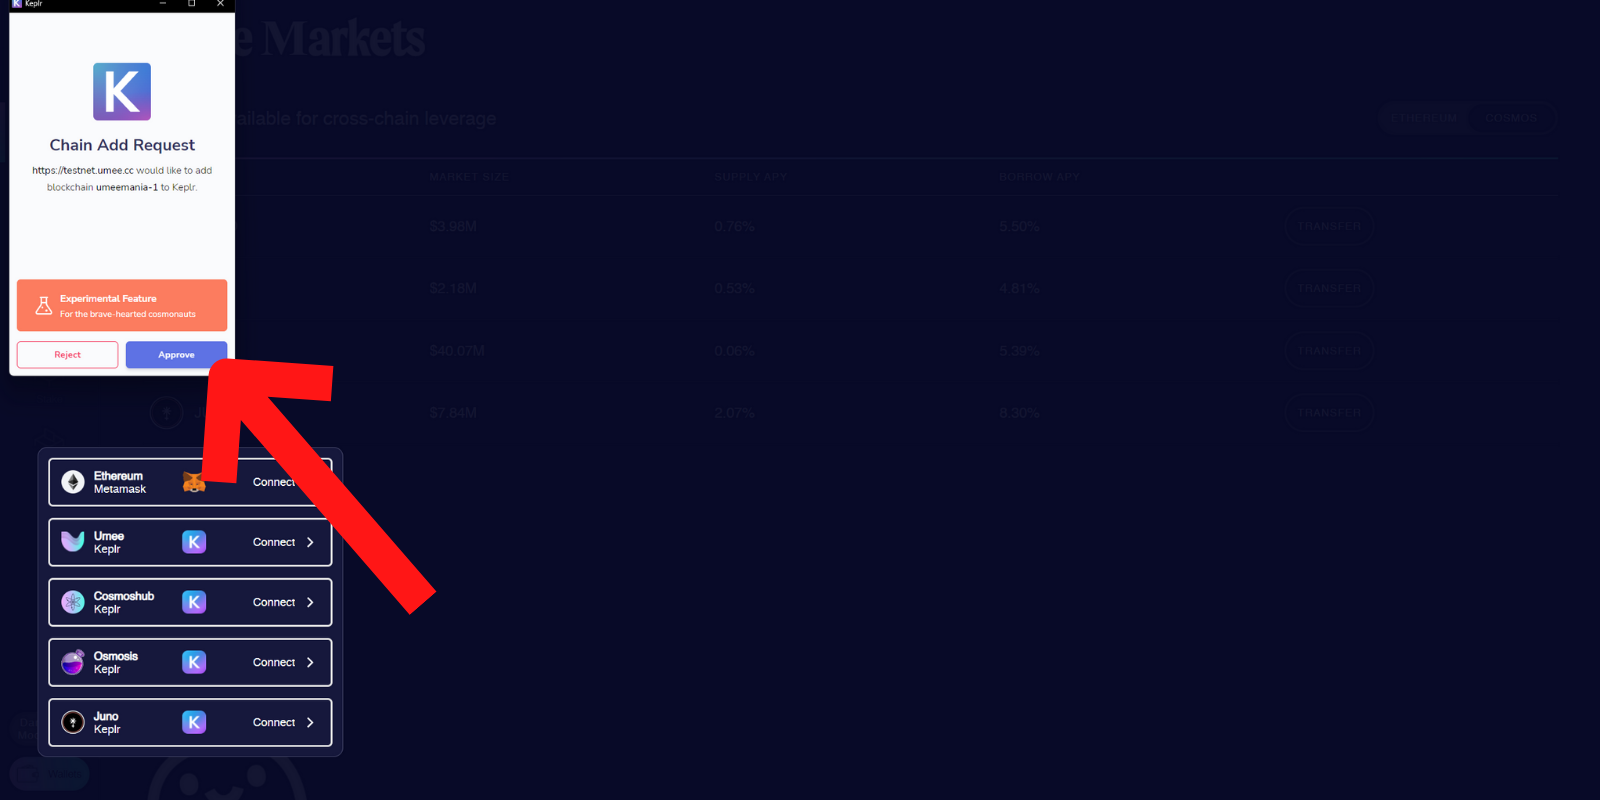 Keplr
K
Chain Add Request
https://testnet.umee.cc would like to add
blockchain umeemania-1 to Keplr.
Experimental Feature
For the brave-hearted cosmonauts
Reject
Approve
e Markets
ailable for cross-chain leverage
ETHEREUM COSMOS
MARKET SIZE SUPPLY APY BORROW APY
$3.98M 0.76% 5.50% TRANSFER
$2.18M 0.53% 4.81% TRANSFER
$40.07M 0.06% 5.39% TRANSFER
$7.84M 2.07% 8.30% TRANSFER
Ethereum
Metamask
Connect
Umee
Keplr
K
Connect
Cosmoshub
Keplr
K
Connect
Osmosis
Keplr
K
Connect
Juno
Keplr
K
Connect